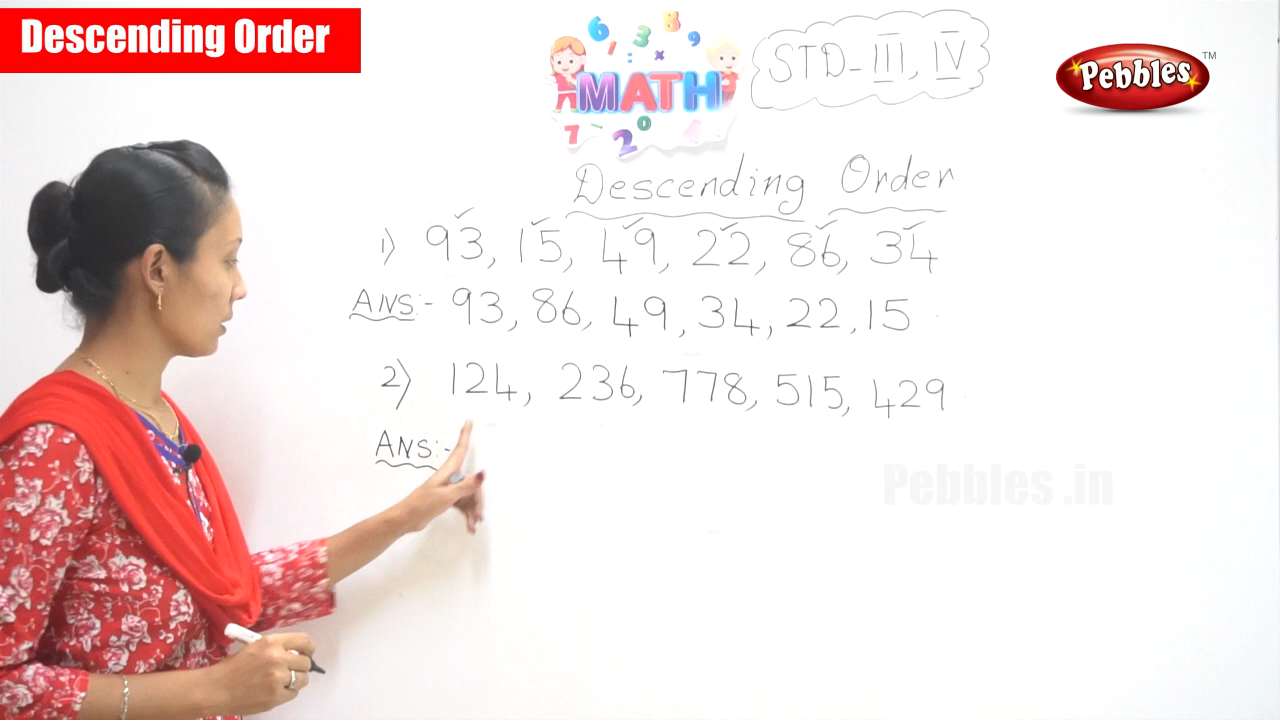 Descending Order
MATH
STD-III, IV
Pebbles TM
Descending Order
1) 93, 15, 49, 22, 86, 34
ANS:- 93, 86, 49, 34, 22, 15
2) 124, 236, 778, 515, 429
ANS:-
Pebbles .in